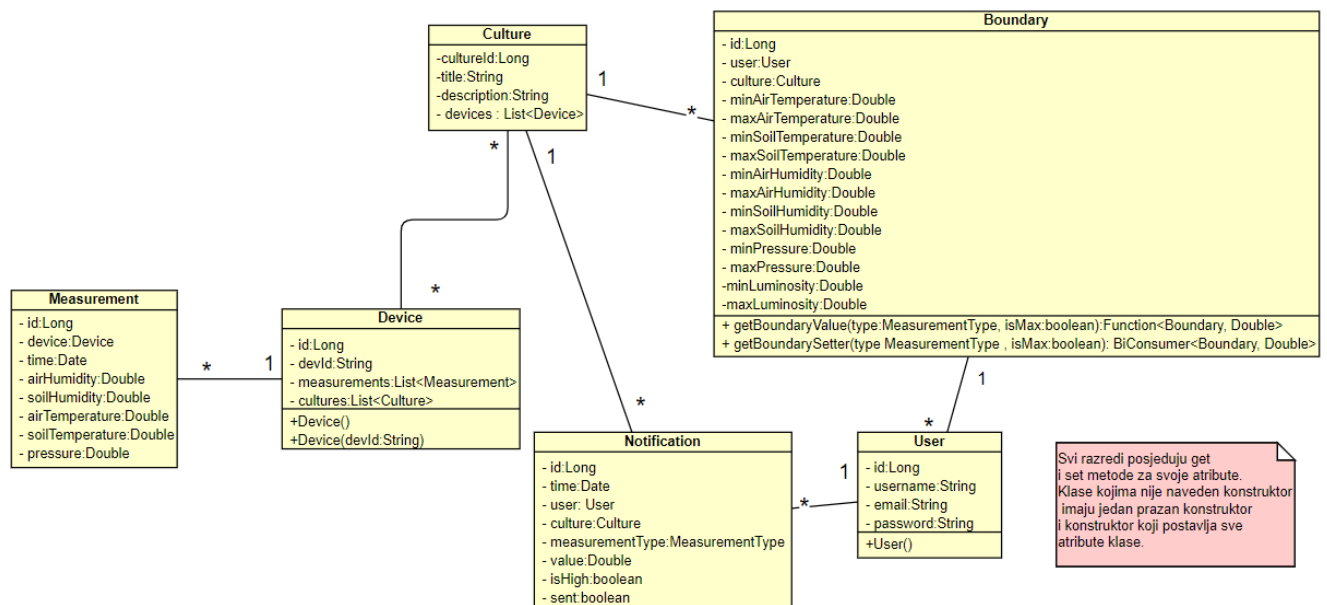 Culture
-cultureId:Long
-title:String
-description:String
- devices : List<Device>
Boundary
- id:Long
- user:User
- culture:Culture
- minAirTemperature:Double
- maxAirTemperature:Double
- minSoilTemperature:Double
- maxSoilTemperature:Double
- minAirHumidity:Double
- maxAirHumidity:Double
- minSoilHumidity:Double
- maxSoilHumidity:Double
- minPressure:Double
- maxPressure:Double
-minLuminosity:Double
-maxLuminosity:Double
+ getBoundaryValue(type:MeasurementType, isMax:boolean):Function<Boundary, Double>
+ getBoundarySetter(type MeasurementType , isMax:boolean): BiConsumer<Boundary, Double>
1
*
*
1
*
Measurement
- id:Long
- device:Device
- time:Date
- airHumidity:Double
- soilHumidity:Double
- airTemperature:Double
- soilTemperature:Double
- pressure:Double
*
1
Device
- id:Long
- devId:String
- measurements:List<Measurement>
- cultures:List<Culture>
+Device()
+Device(devId:String)
*
1
*
Notification
- id:Long
- time:Date
- user: User
- culture:Culture
- measurementType:MeasurementType
- value:Double
- isHigh:boolean
- sent:boolean
*
1
User
- id:Long
- username:String
- email:String
- password:String
+User()
Svi razredi posjeduju get
i set metode za svoje atribute.
Klase kojima nije naveden konstruktor
imaju jedan prazan konstruktor
i konstruktor koji postavlja sve
atribute klase.